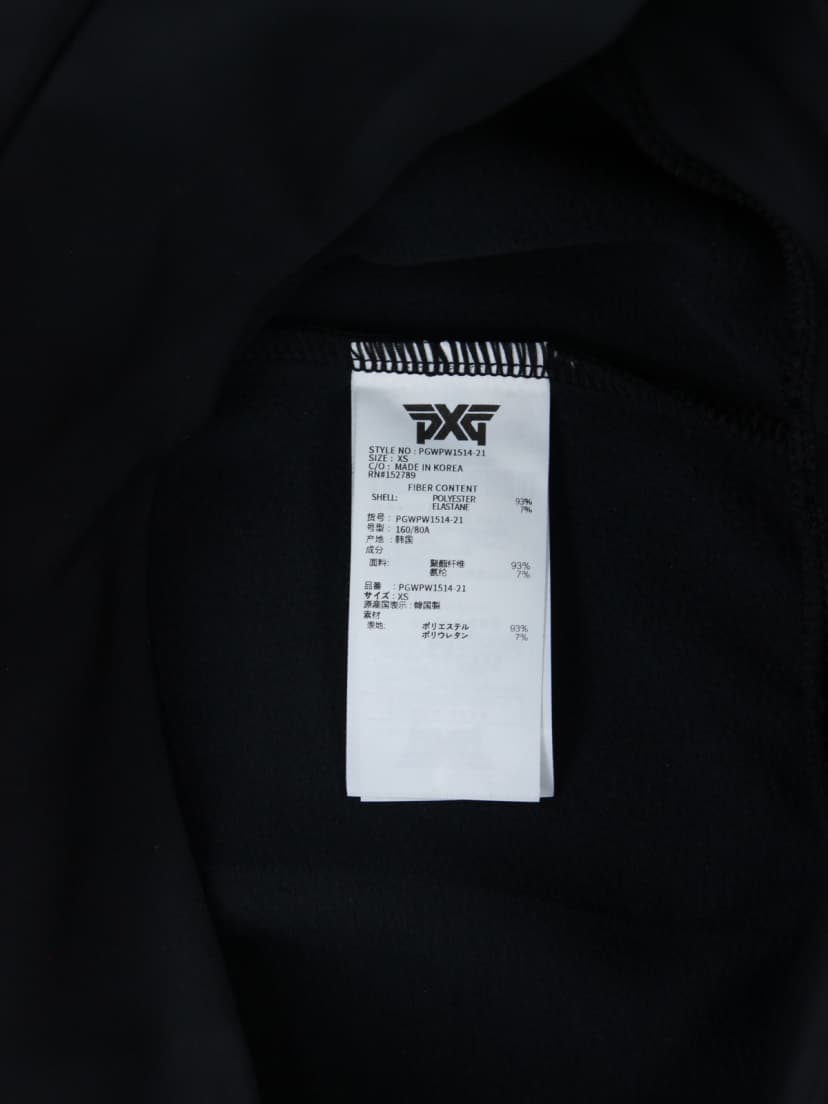 PXG
STYLE NO : PGWPW1514-21
SIZE : XS
C/O : MADE IN KOREA
RN#152789
FIBER CONTENT
SHELL: POLYESTER 93%
ELASTANE 7%
货号 : PGWPW1514-21
号型 : 160/80A
产地 : 韩国
成分
面料: 聚酯纤维 93%
氨纶 7%
品番 : PGWPW1514-21
サイズ : XS
原産国表示 : 韓国製
素材
表地: ポリエステル 93%
ポリウレタン 7%